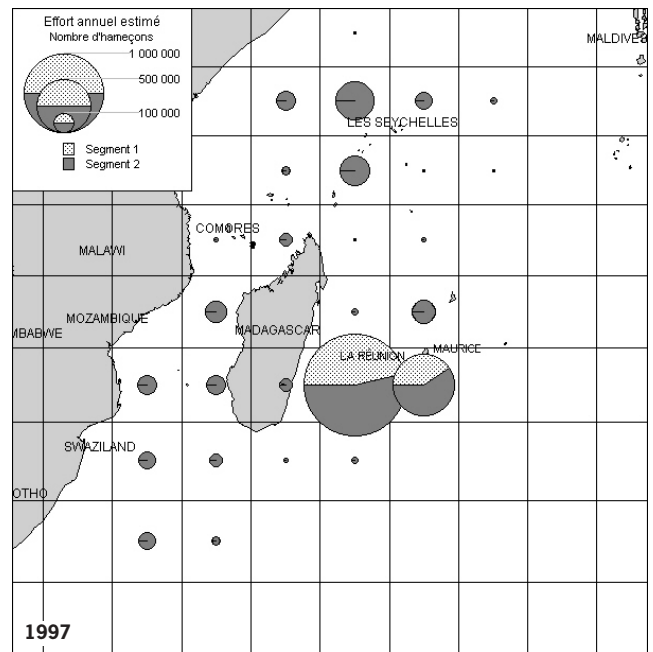 Effort annuel estimé
Nombre d'hameçons
1 000 000
500 000
100 000
Segment 1
Segment 2
MALDIVES
LES SEYCHELLES
COMORES
MALAWI
MOZAMBIQUE
MBABWE
MADAGASCAR
LA RÉUNION
MAURICE
SWAZILAND
OTHO
1997